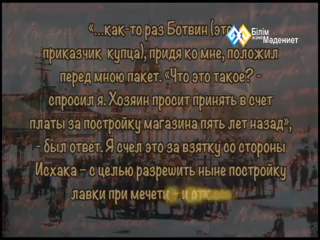 Білім
Мәдениет
«...как-то раз Ботвин (это
приказчик купца), придя ко мне, положил
перед мною пакет. «Что это такое? -
спросил я. Хозяин просит принять в счет
платы за постройку магазина пять лет назад»,
- был ответ. Я счел это за взятку со стороны
Исхака – с целью разрешить ныне постройку
лавки при мечети – и